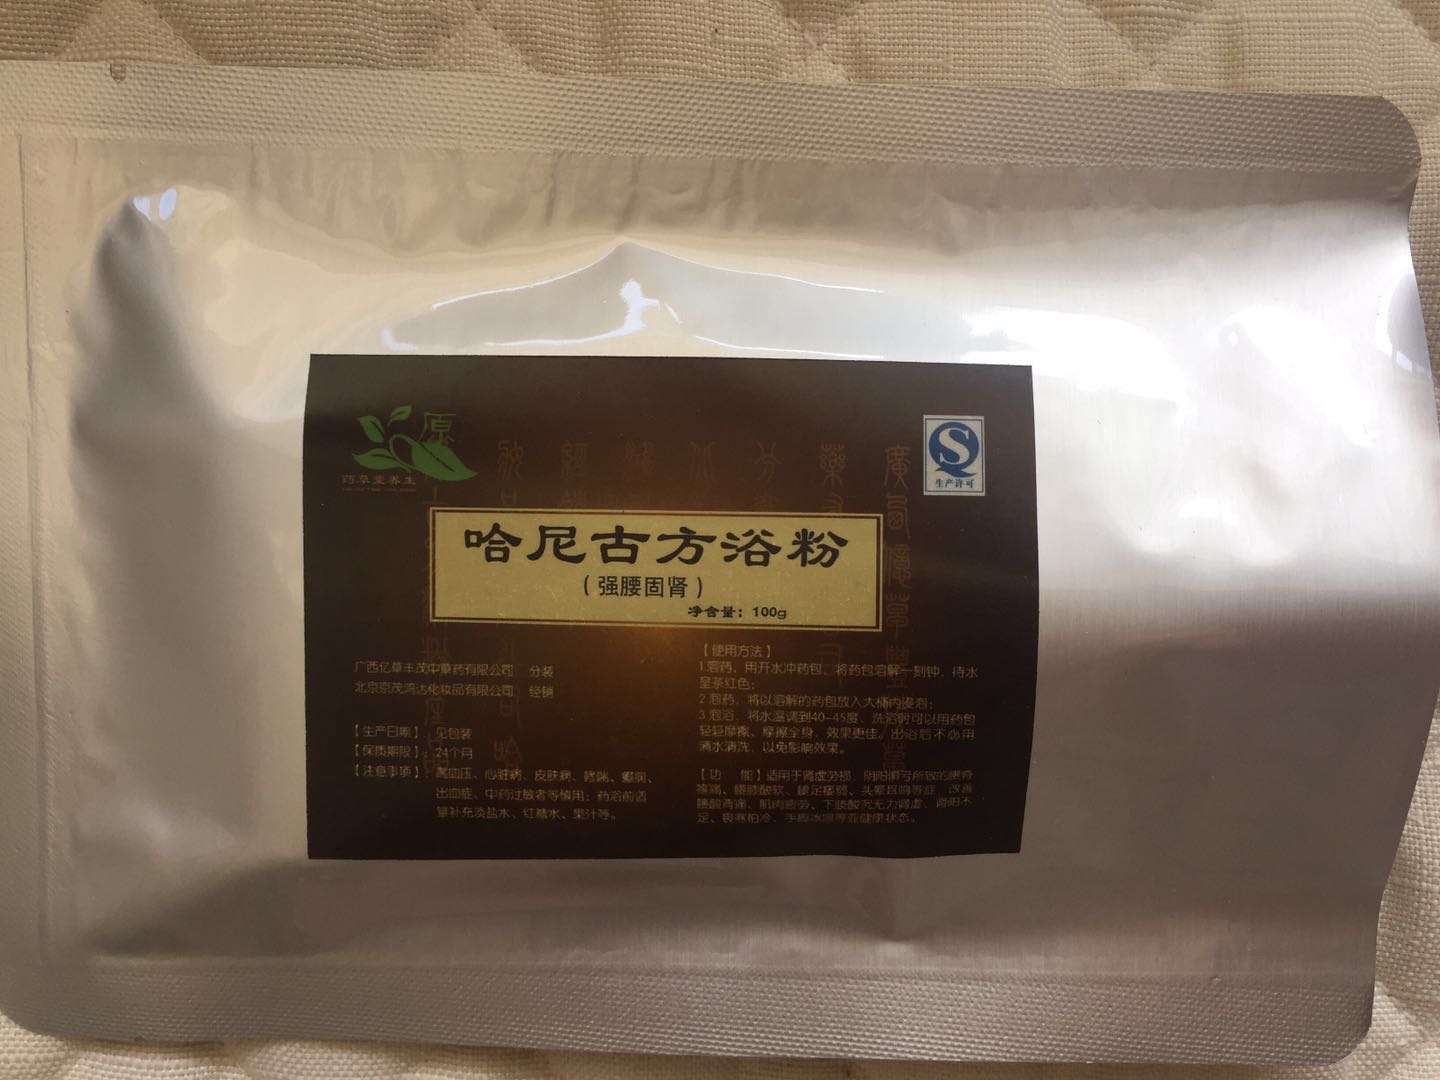 原
药草堂养生
生产许可
哈尼古方浴粉
（强腰固肾）
净含量：100g
广西亿草丰茂中草药有限公司 分装
北京京茂鸿达化妆品有限公司 经销
【生产日期】 见包装
【保质期限】 24个月
【注意事项】 高血压、心脏病、皮肤病、哮喘、癫痫、
出血症、中药过敏者等慎用；药浴前适
量补充淡盐水、红糖水、果汁等。
【使用方法】
1.溶药，用开水冲药包、将药包溶解一刻钟，待水
呈茶红色；
2.泡药，将以溶解的药包放入大桶内浸泡；
3.泡浴，将水温调到40-45度，洗浴时可以用药包
轻轻摩擦、摩擦全身，效果更佳，出浴后不必用
清水清洗，以免影响效果。
【功 能】适用于肾虚劳损，阴阳俱亏所致的腰脊
疼痛、腰膝酸软、腿足痿弱、头晕耳鸣等症，改善
腰酸背痛、肌肉疲劳、下肢酸沉无力肾虚、肾阳不
足、畏寒怕冷、手脚冰凉等亚健康状态。